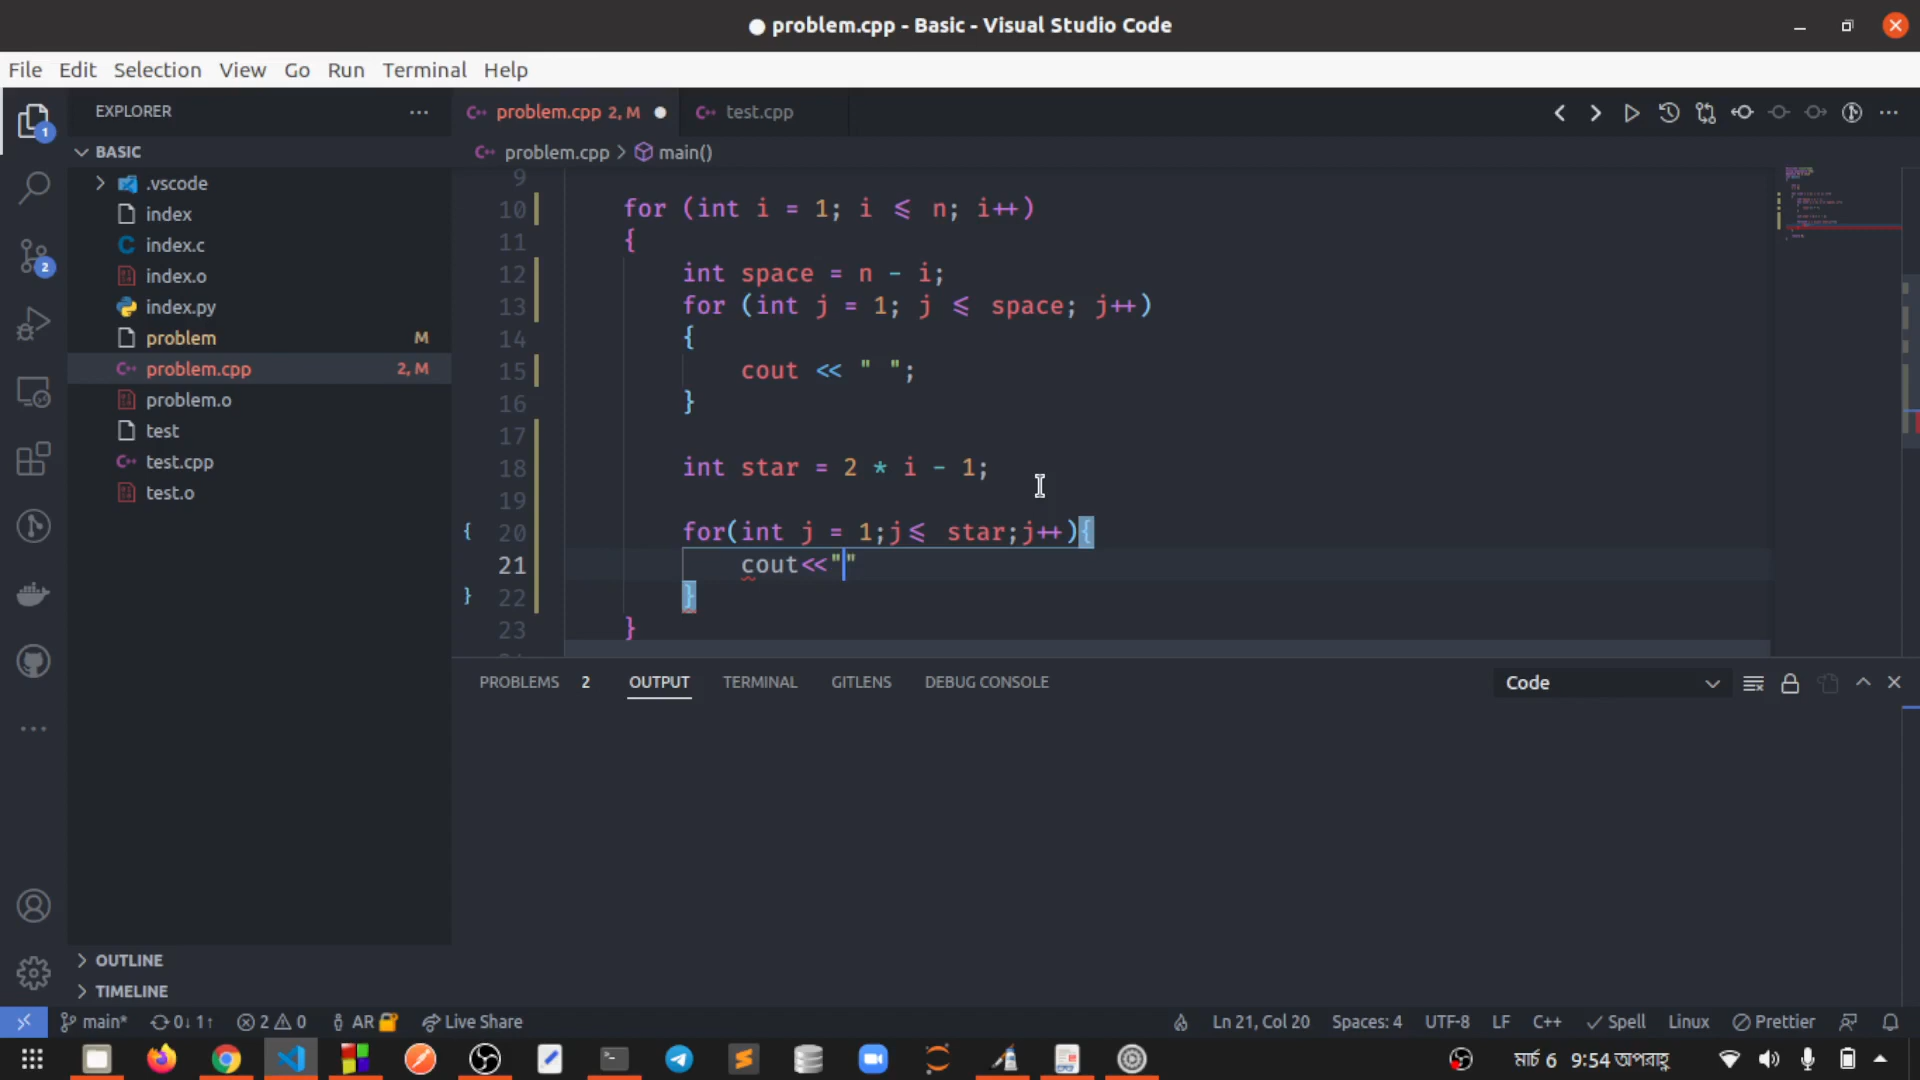 problem.cpp - Basic - Visual Studio Code
File Edit Selection View Go Run Terminal Help
EXPLORER
problem.cpp 2, M
test.cpp
BASIC
problem.cpp > main()
.vscode
index
index.c
index.o
index.py
problem M
problem.cpp 2, M
problem.o
test
test.cpp
test.o
9
10 for (int i = 1; i <= n; i++)
11 {
12 int space = n - i;
13 for (int j = 1; j <= space; j++)
14 {
15 cout << " ";
16 }
17
18 int star = 2 * i - 1;
19
20 for(int j = 1;j<= star;j++){
21 cout<<""
22 }
23 }
PROBLEMS 2 OUTPUT TERMINAL GITLENS DEBUG CONSOLE
Code
OUTLINE
TIMELINE
main* 0↓ 1↑ 2 0 AR Live Share Ln 21, Col 20 Spaces: 4 UTF-8 LF C++ Spell Linux Prettier
মার্চ 6 9:54 অপরাহ্ণ
1
2